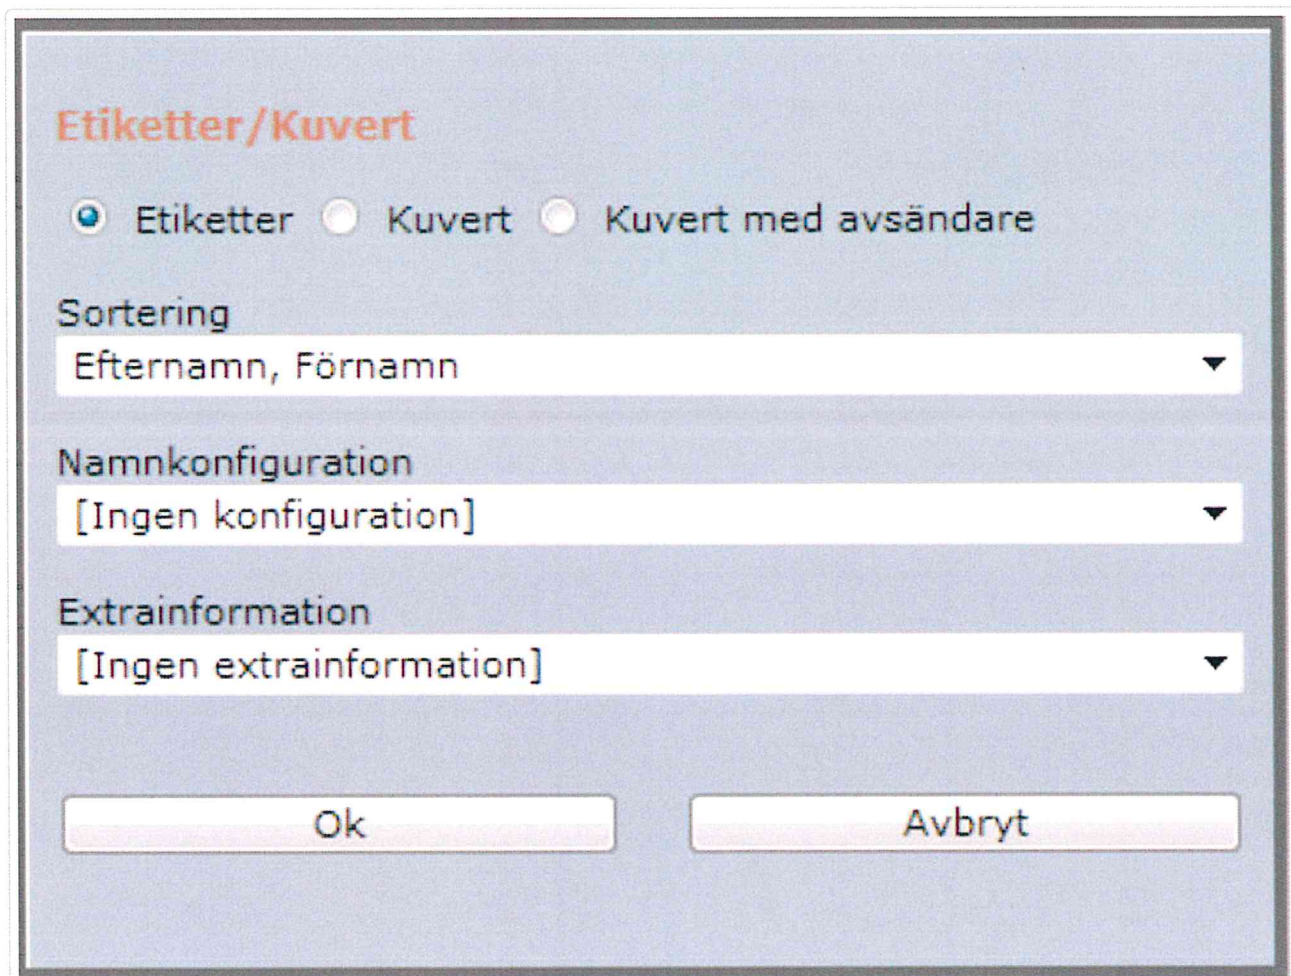 Etiketter/Kuvert
Etiketter Kuvert Kuvert med avsändare
Sortering
Efternamn, Förnamn
Namnkonfiguration
[Ingen konfiguration]
Extrainformation
[Ingen extrainformation]
Ok Avbryt